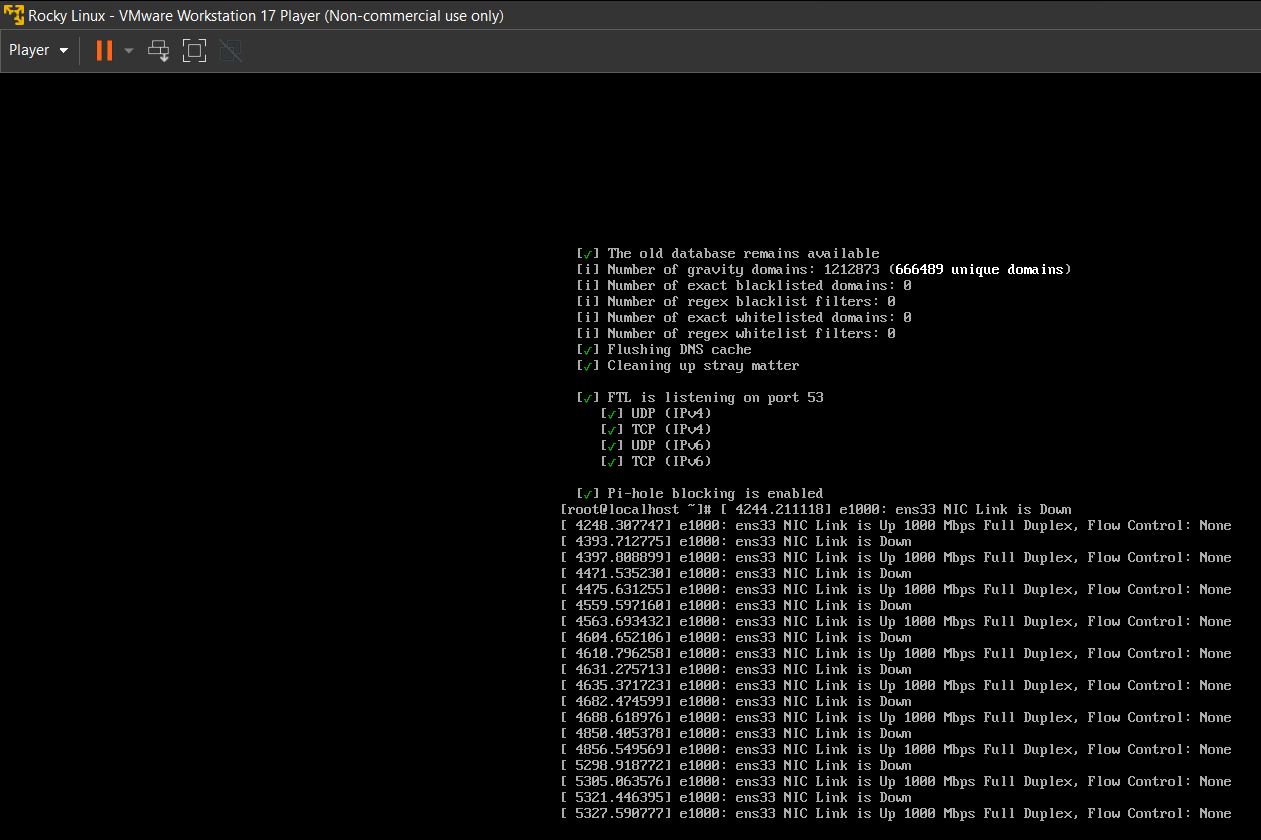 Rocky Linux - VMware Workstation 17 Player (Non-commercial use only)
Player
[✓] The old database remains available
[i] Number of gravity domains: 1212873 (666489 unique domains)
[i] Number of exact blacklisted domains: 0
[i] Number of regex blacklist filters: 0
[i] Number of exact whitelisted domains: 0
[i] Number of regex whitelist filters: 0
[✓] Flushing DNS cache
[✓] Cleaning up stray matter
[✓] FTL is listening on port 53
[✓] UDP (IPv4)
[✓] TCP (IPv4)
[✓] UDP (IPv6)
[✓] TCP (IPv6)
[✓] Pi-hole blocking is enabled
[root@localhost ~]# [ 4244.211118] e1000: ens33 NIC Link is Down
[ 4248.307747] e1000: ens33 NIC Link is Up 1000 Mbps Full Duplex, Flow Control: None
[ 4393.712775] e1000: ens33 NIC Link is Down
[ 4397.808899] e1000: ens33 NIC Link is Up 1000 Mbps Full Duplex, Flow Control: None
[ 4471.535230] e1000: ens33 NIC Link is Down
[ 4475.631255] e1000: ens33 NIC Link is Up 1000 Mbps Full Duplex, Flow Control: None
[ 4559.597160] e1000: ens33 NIC Link is Down
[ 4563.693432] e1000: ens33 NIC Link is Up 1000 Mbps Full Duplex, Flow Control: None
[ 4604.652106] e1000: ens33 NIC Link is Down
[ 4610.796258] e1000: ens33 NIC Link is Up 1000 Mbps Full Duplex, Flow Control: None
[ 4631.275713] e1000: ens33 NIC Link is Down
[ 4635.371723] e1000: ens33 NIC Link is Up 1000 Mbps Full Duplex, Flow Control: None
[ 4682.474599] e1000: ens33 NIC Link is Down
[ 4688.618976] e1000: ens33 NIC Link is Up 1000 Mbps Full Duplex, Flow Control: None
[ 4850.405378] e1000: ens33 NIC Link is Down
[ 4856.549569] e1000: ens33 NIC Link is Up 1000 Mbps Full Duplex, Flow Control: None
[ 5298.918772] e1000: ens33 NIC Link is Down
[ 5305.063576] e1000: ens33 NIC Link is Up 1000 Mbps Full Duplex, Flow Control: None
[ 5321.446395] e1000: ens33 NIC Link is Down
[ 5327.590777] e1000: ens33 NIC Link is Up 1000 Mbps Full Duplex, Flow Control: None